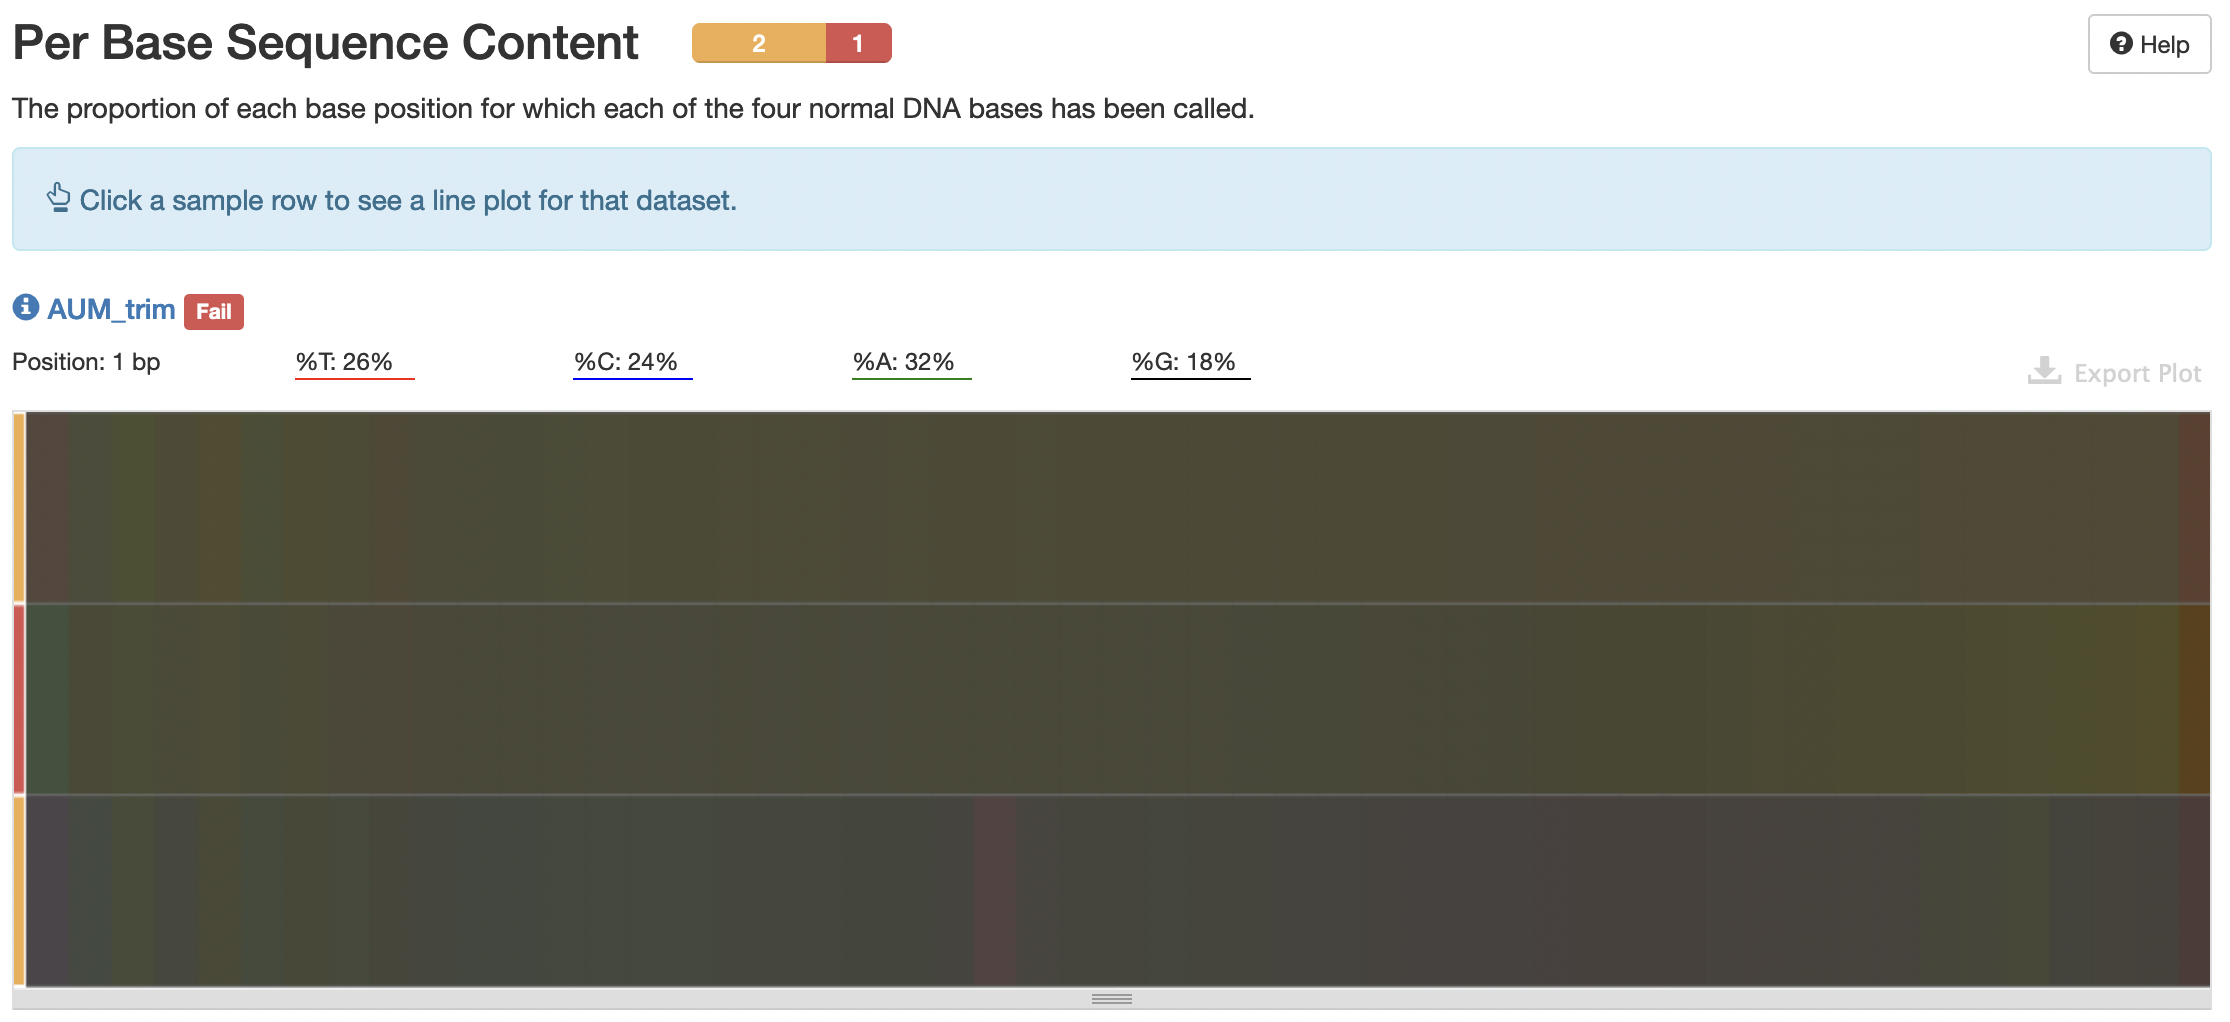 Per Base Sequence Content
2 1
Help
The proportion of each base position for which each of the four normal DNA bases has been called.
Click a sample row to see a line plot for that dataset.
AUM_trim Fail
Position: 1 bp %T: 26% %C: 24% %A: 32% %G: 18%
Export Plot